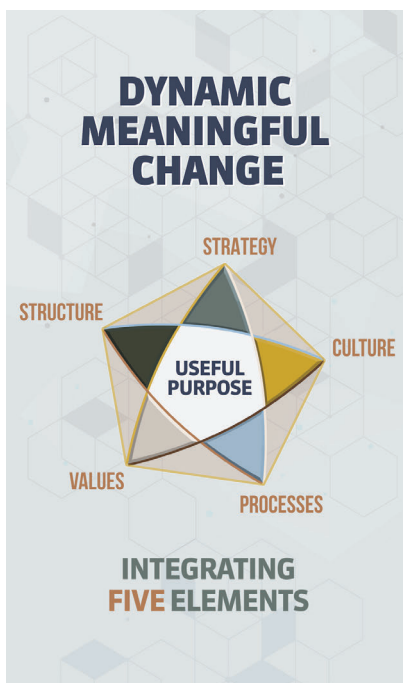 DYNAMIC
MEANINGFUL
CHANGE
STRATEGY
STRUCTURE
CULTURE
USEFUL
PURPOSE
VALUES
PROCESSES
INTEGRATING
FIVE ELEMENTS